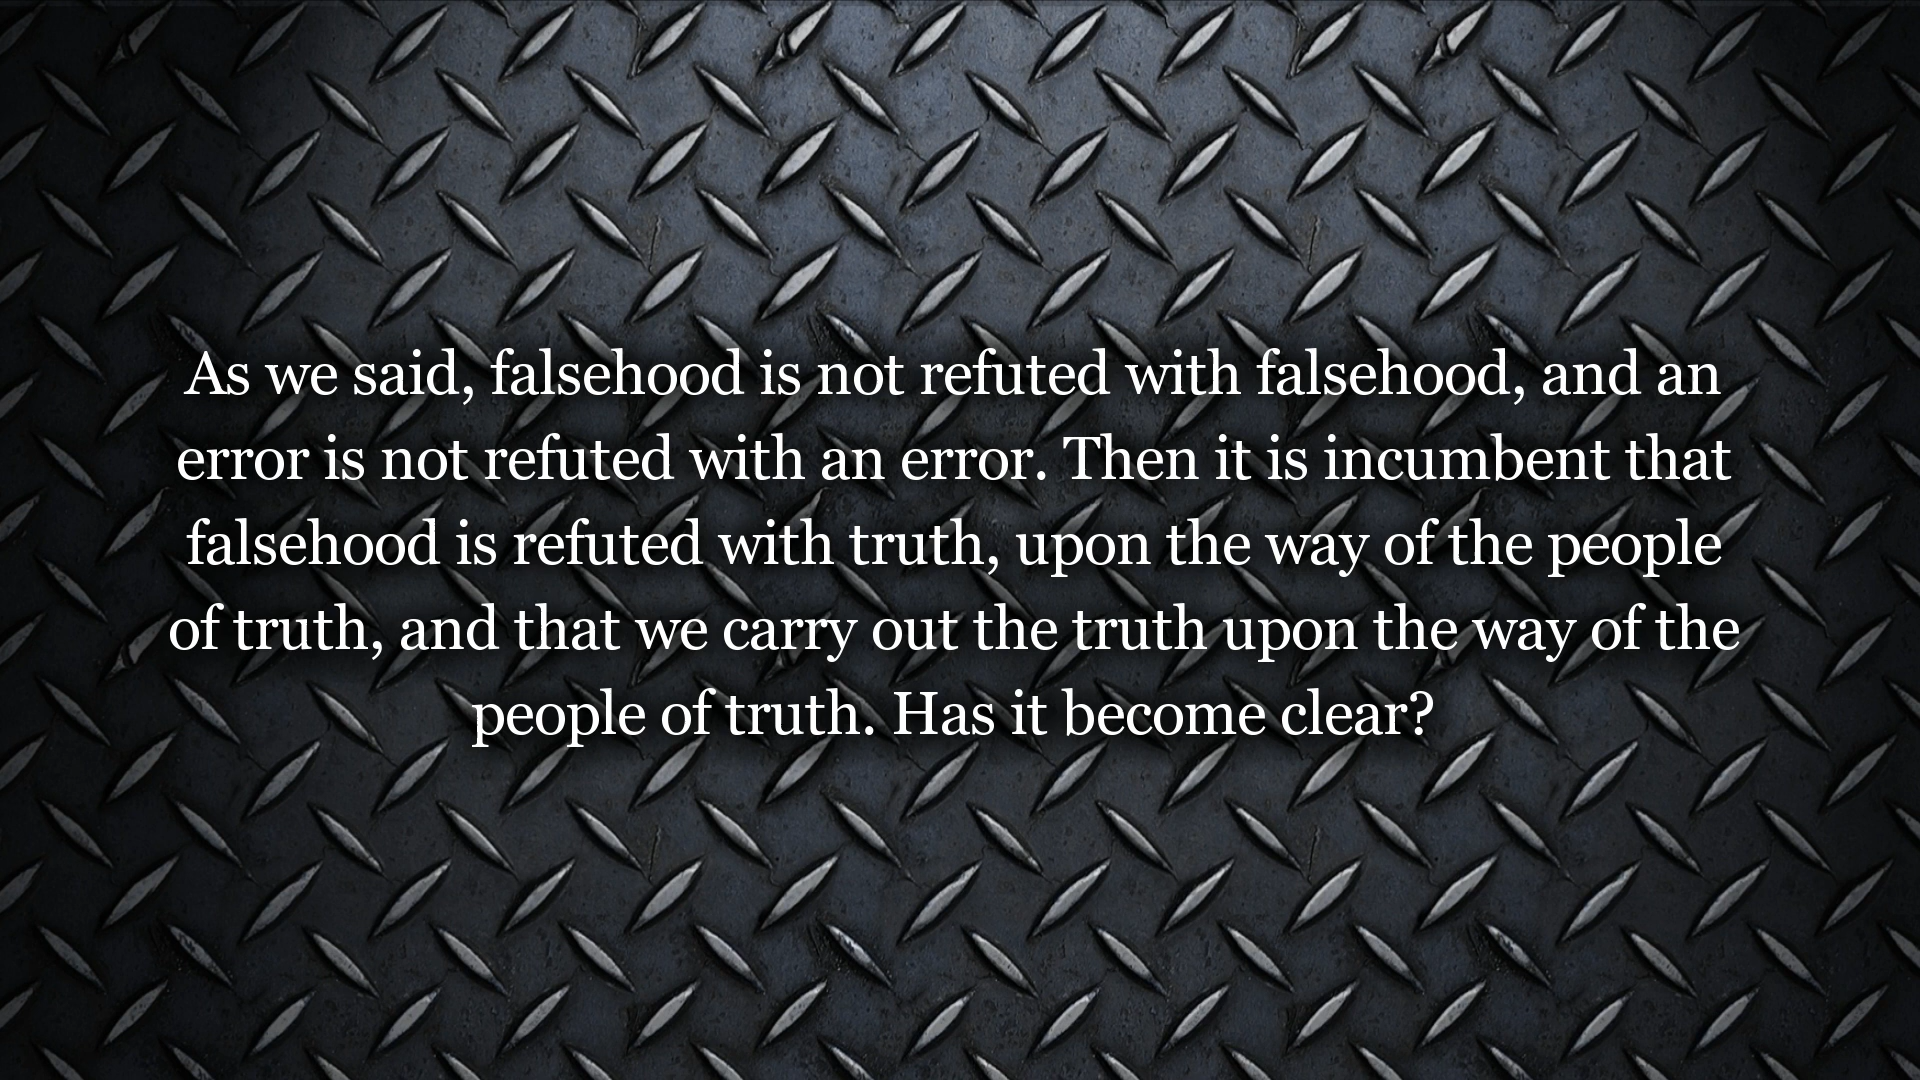 As we said, falsehood is not refuted with falsehood, and an
error is not refuted with an error. Then it is incumbent that
falsehood is refuted with truth, upon the way of the people
of truth, and that we carry out the truth upon the way of the
people of truth. Has it become clear?